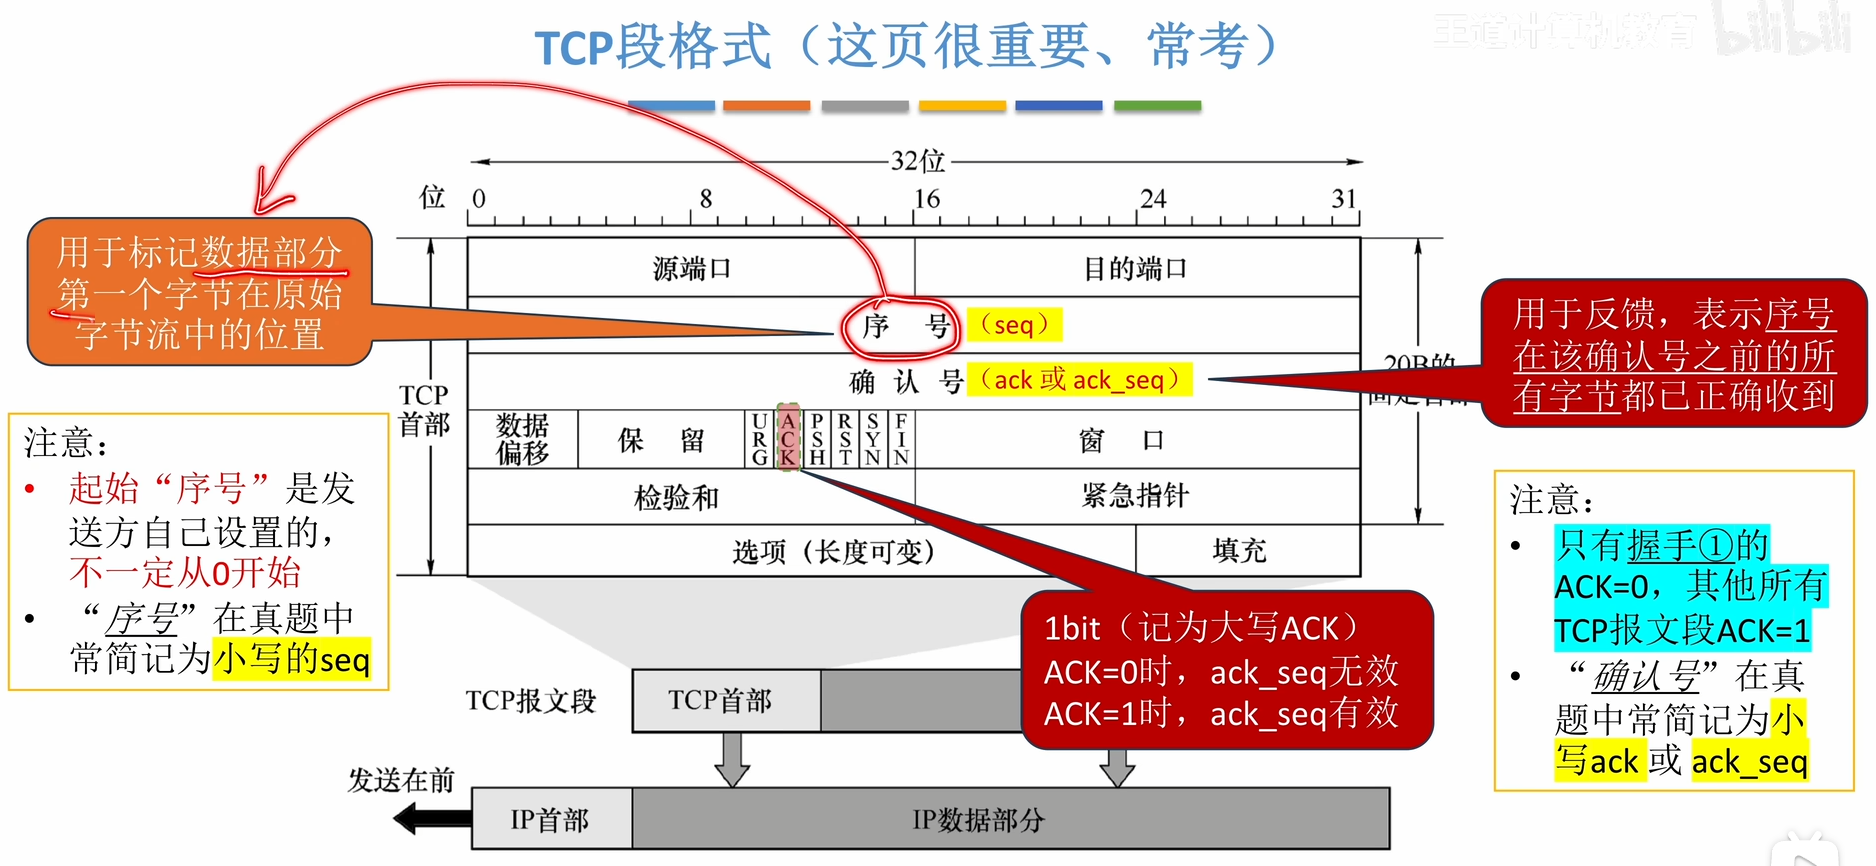 TCP段格式（这页很重要、常考）
王道计算机教育
bilibili
32位
位 0 8 16 24 31
用于标记数据部分
第一个字节在原始
字节流中的位置
源端口 目的端口
序 号（seq）
确 认 号（ack 或 ack_seq）
数据
偏移
保 留
URG
ACK
PSH
RST
SYN
FIN
窗 口
检验和 紧急指针
选项（长度可变） 填充
TCP
首部
20B的
用于反馈，表示序号
在该确认号之前的所
有字节都已正确收到
注意：
• 起始“序号”是发
送方自己设置的，
不一定从0开始
• “序号”在真题中
常简记为小写的seq
注意：
• 只有握手①的
ACK=0，其他所有
TCP报文段ACK=1
• “确认号”在真
题中常简记为小
写ack 或 ack_seq
1bit（记为大写ACK）
ACK=0时，ack_seq无效
ACK=1时，ack_seq有效
TCP报文段 TCP首部
发送在前
IP首部 IP数据部分